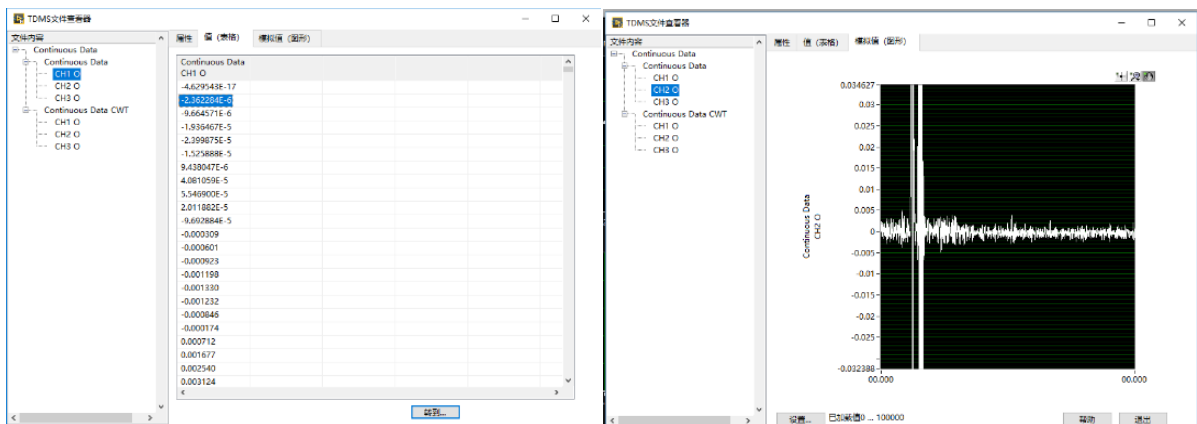 TDMS文件查看器
文件内容
Continuous Data
Continuous Data
CH1 O
CH2 O
CH3 O
Continuous Data CWT
CH1 O
CH2 O
CH3 O
属性 值 (表格) 模拟值 (图形)
Continuous Data
CH1 O
-4.629543E-17
-2.362284E-6
-9.664571E-6
-1.936467E-5
-2.399875E-5
-1.525888E-5
9.438047E-6
4.081059E-5
5.546900E-5
2.011882E-5
-9.692884E-5
-0.000309
-0.000601
-0.000923
-0.001198
-0.001330
-0.001232
-0.000846
-0.000174
0.000712
0.001677
0.002540
0.003124
转到...
TDMS文件查看器
文件内容
Continuous Data
Continuous Data
CH1 O
CH2 O
CH3 O
Continuous Data CWT
CH1 O
CH2 O
CH3 O
属性 值 (表格) 模拟值 (图形)
0.034627
0.03
0.025
0.02
0.015
0.01
0.005
0
-0.005
-0.01
-0.015
-0.02
-0.025
-0.032388
Continuous Data
CH2 O
00.000 00.000
设置... 已加载值0 ... 100000 帮助 退出